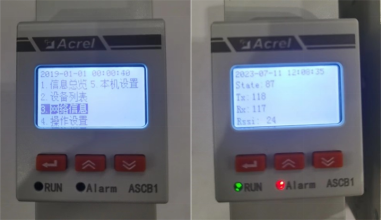 Acrel
2019-01-01 00:00:40
1.信息总览 5.本机设置
2.设备列表
3.网络信息
4.操作设置
RUN Alarm ASCB1
Acrel
2023-07-11 12:08:35
State:87
Tx:118
Rx:117
Rssi: 24
RUN Alarm ASCB1